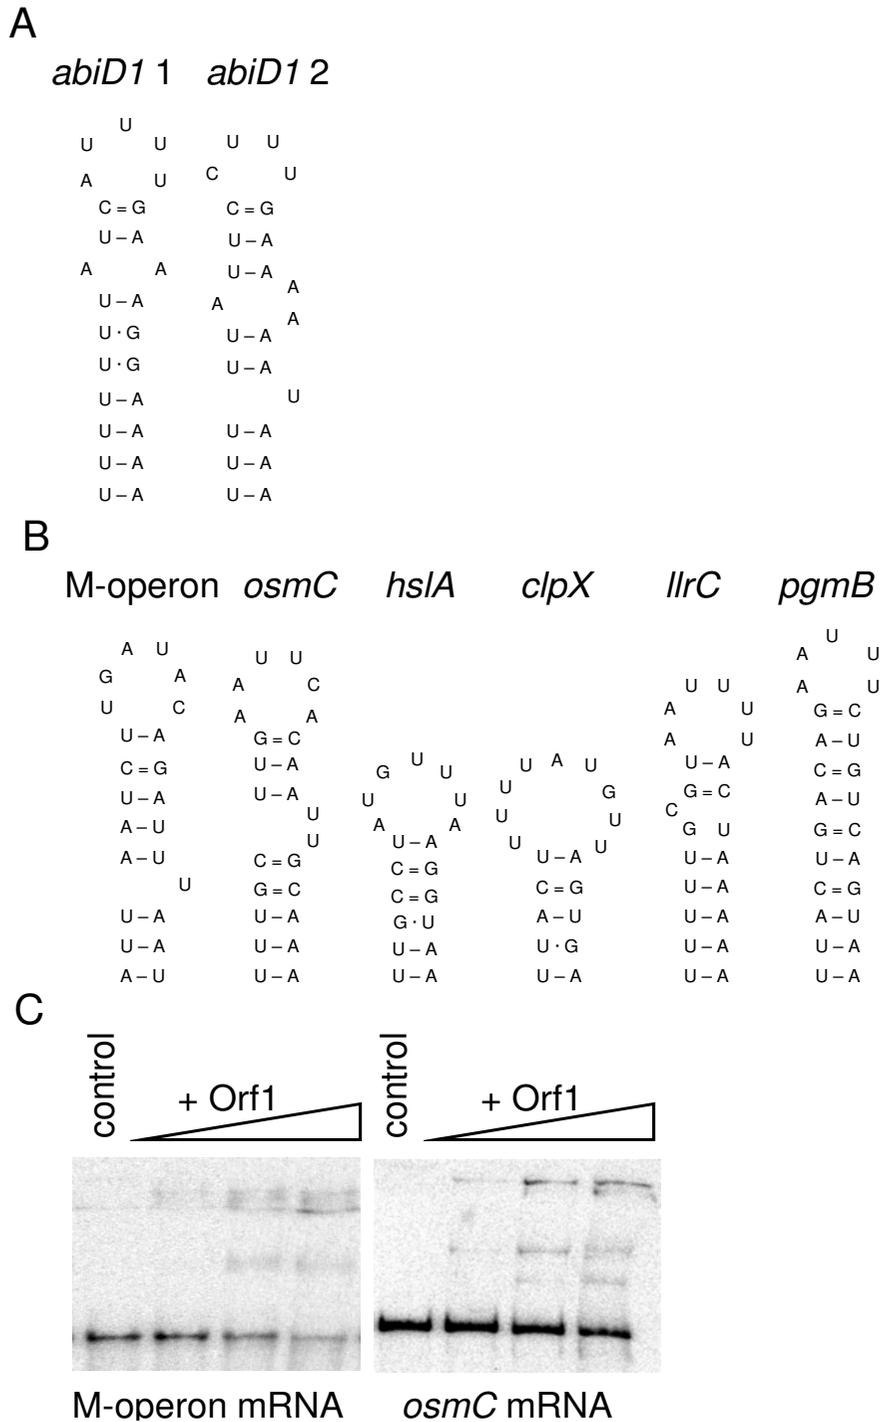 A
abiD1 1 abiD1 2
U
U U U U
A U C U
C=G C=G
U–A U–A
A A U–A
A
U–A A
A
U·G U–A
U·G U–A
U–A U
U–A U–A
U–A U–A
U–A U–A
B
M-operon osmC hslA clpX llrC pgmB
U
A U U U A U
G A A C U U A U
U C A A A U G=C
U–A G=C A U A–U
C=G U–A G U U U A U U–A C=G
U–A U–A U A U G G=C A–U
U C
A–U U A A U U G U G=C
U U–A U U
A–U C=G C=G U–A U–A U–A
U G=C C=G C=G U–A C=G
U–A U–A G·U A–U U–A A–U
U–A U–A U–A U·G U–A U–A
A–U U–A U–A U–A U–A U–A
C
control + Orf1 control + Orf1
M-operon mRNA osmC mRNA